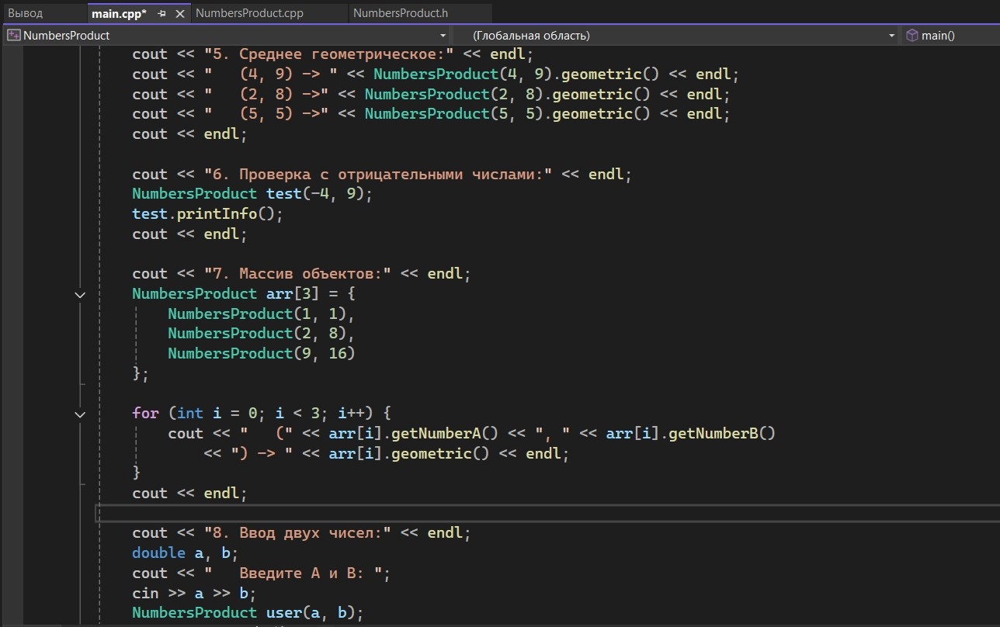 Вывод main.cpp* NumbersProduct.cpp NumbersProduct.h
NumbersProduct (Глобальная область) main()
cout << "5. Среднее геометрическое:" << endl;
cout << "   (4, 9) -> " << NumbersProduct(4, 9).geometric() << endl;
cout << "   (2, 8) ->" << NumbersProduct(2, 8).geometric() << endl;
cout << "   (5, 5) ->" << NumbersProduct(5, 5).geometric() << endl;
cout << endl;
cout << "6. Проверка с отрицательными числами:" << endl;
NumbersProduct test(-4, 9);
test.printInfo();
cout << endl;
cout << "7. Массив объектов:" << endl;
NumbersProduct arr[3] = {
    NumbersProduct(1, 1),
    NumbersProduct(2, 8),
    NumbersProduct(9, 16)
};
for (int i = 0; i < 3; i++) {
    cout << "   (" << arr[i].getNumberA() << ", " << arr[i].getNumberB()
        << ") -> " << arr[i].geometric() << endl;
}
cout << endl;
cout << "8. Ввод двух чисел:" << endl;
double a, b;
cout << "   Введите A и B: ";
cin >> a >> b;
NumbersProduct user(a, b);